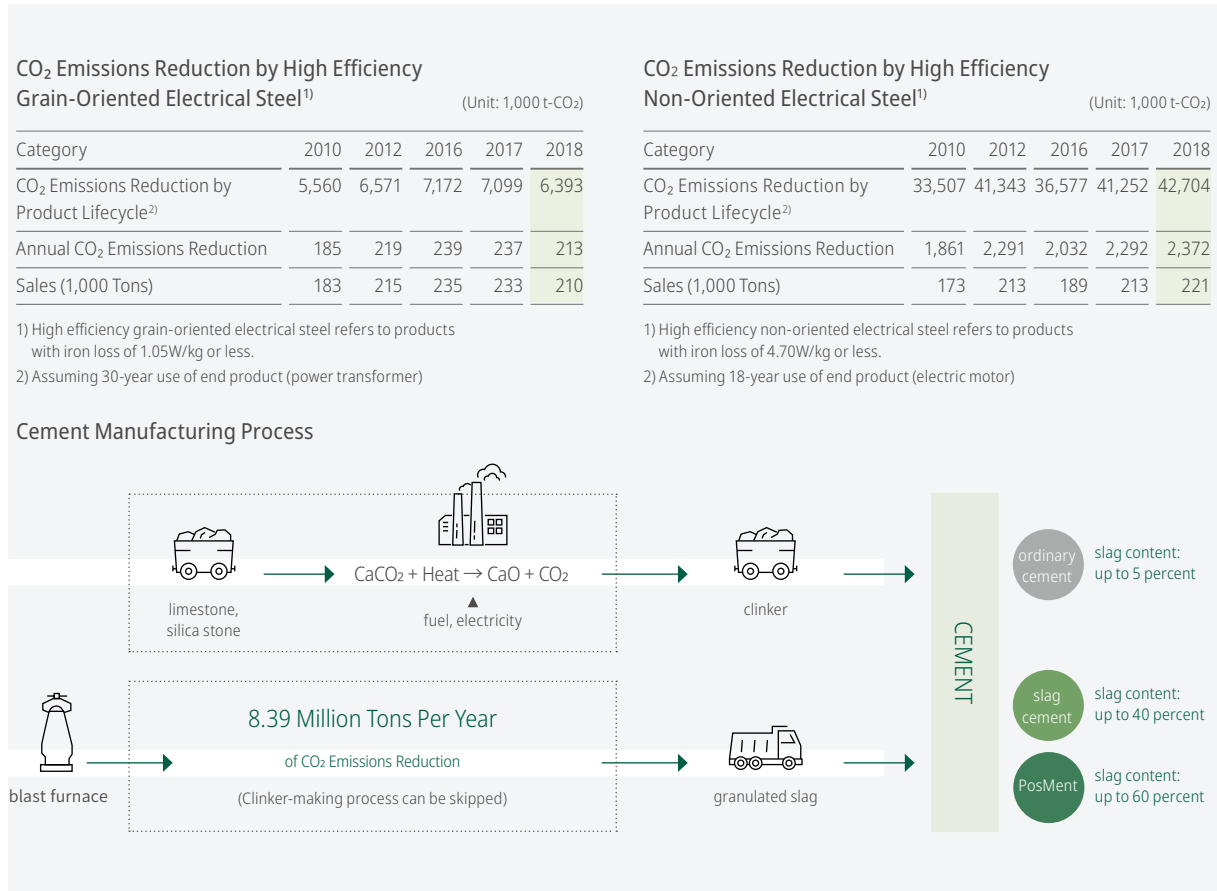 CO₂ Emissions Reduction by High Efficiency
Grain-Oriented Electrical Steel¹⁾
(Unit: 1,000 t-CO₂)
Category 2010 2012 2016 2017 2018
CO₂ Emissions Reduction by 5,560 6,571 7,172 7,099 6,393
Product Lifecycle²⁾
Annual CO₂ Emissions Reduction 185 219 239 237 213
Sales (1,000 Tons) 183 215 235 233 210
1) High efficiency grain-oriented electrical steel refers to products
with iron loss of 1.05W/kg or less.
2) Assuming 30-year use of end product (power transformer)
CO₂ Emissions Reduction by High Efficiency
Non-Oriented Electrical Steel¹⁾
(Unit: 1,000 t-CO₂)
Category 2010 2012 2016 2017 2018
CO₂ Emissions Reduction by 33,507 41,343 36,577 41,252 42,704
Product Lifecycle²⁾
Annual CO₂ Emissions Reduction 1,861 2,291 2,032 2,292 2,372
Sales (1,000 Tons) 173 213 189 213 221
1) High efficiency non-oriented electrical steel refers to products
with iron loss of 4.70W/kg or less.
2) Assuming 18-year use of end product (electric motor)
Cement Manufacturing Process
limestone,
silica stone
CaCO₂ + Heat → CaO + CO₂
▲
fuel, electricity
clinker
blast furnace
8.39 Million Tons Per Year
of CO₂ Emissions Reduction
(Clinker-making process can be skipped)
granulated slag
CEMENT
ordinary
cement
slag content:
up to 5 percent
slag
cement
slag content:
up to 40 percent
PosMent
slag content:
up to 60 percent